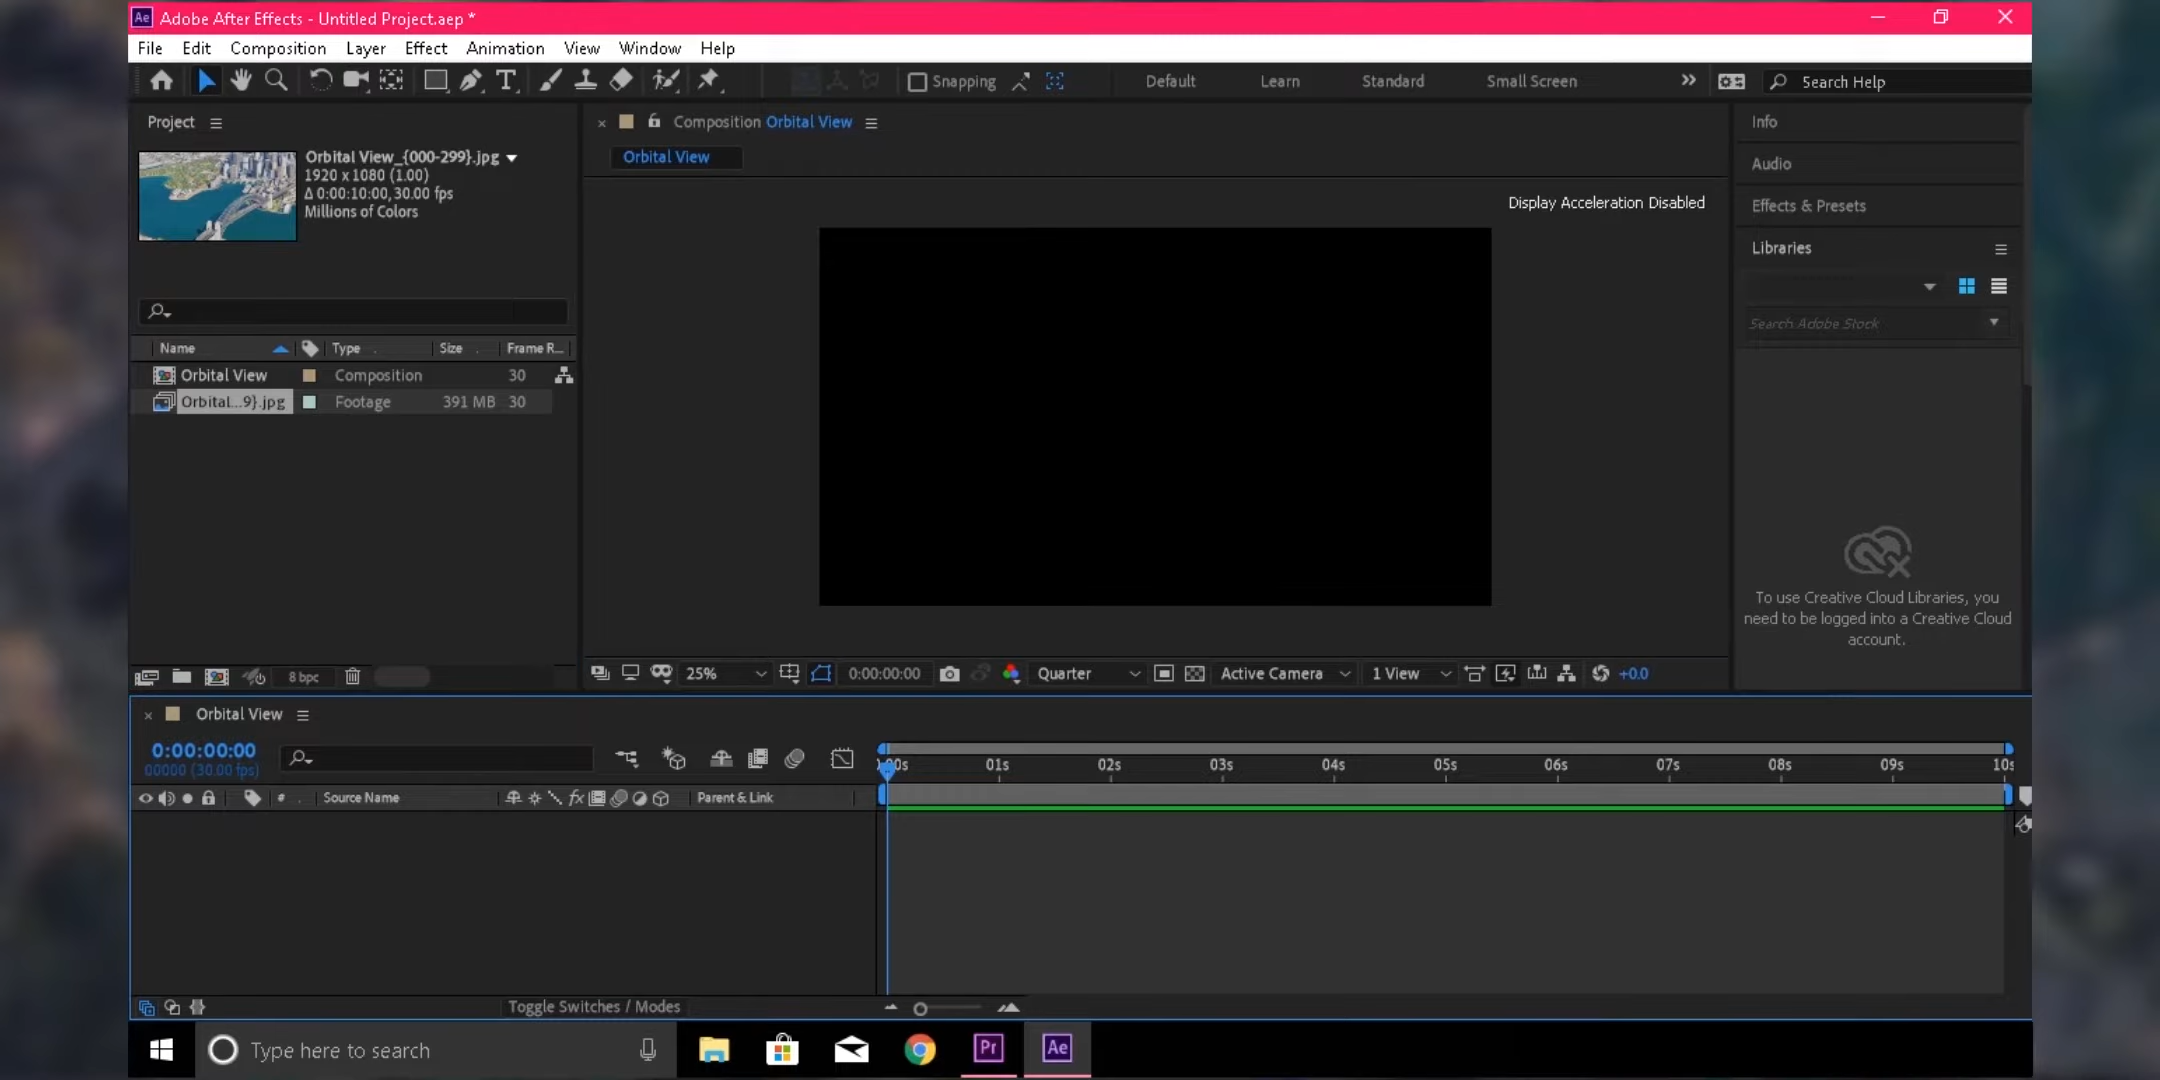 Ae Adobe After Effects - Untitled Project.aep *
File Edit Composition Layer Effect Animation View Window Help
T Snapping Default Learn Standard Small Screen Search Help
Project
Orbital View_{000-299}.jpg
1920 x 1080 (1.00)
Δ 0:00:10:00, 30.00 fps
Millions of Colors
Name Type Size Frame R...
Orbital View Composition 30
Orbital...9}.jpg Footage 391 MB 30
8 bpc
Composition Orbital View
Orbital View
Display Acceleration Disabled
25% 0:00:00:00 Quarter Active Camera 1 View +0.0
Info
Audio
Effects & Presets
Libraries
Search Adobe Stock
To use Creative Cloud Libraries, you
need to be logged into a Creative Cloud
account.
Orbital View
0:00:00:00
00000 (30.00 fps)
# Source Name fx Parent & Link
:00s 01s 02s 03s 04s 05s 06s 07s 08s 09s 10s
Toggle Switches / Modes
Type here to search Pr Ae